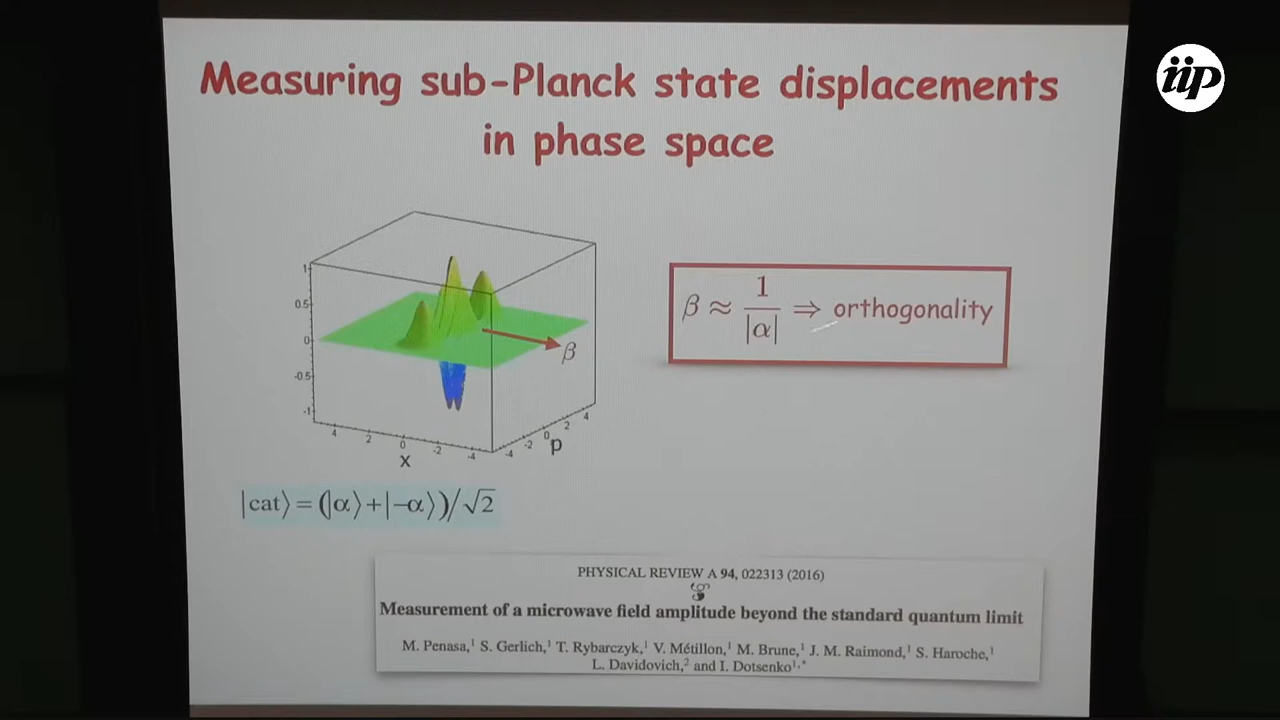 Measuring sub-Planck state displacements
in phase space
iip
1
0.5
0
-0.5
-1
4
2
0
-2
-4
x
-4
-2
0
2
4
p
β
β ≈ 1/|α| ⇒ orthogonality
|cat⟩ = (|α⟩+|-α⟩)/√2
PHYSICAL REVIEW A 94, 022313 (2016)
Measurement of a microwave field amplitude beyond the standard quantum limit
M. Penasa,¹ S. Gerlich,¹ T. Rybarczyk,¹ V. Métillon,¹ M. Brune,¹ J. M. Raimond,¹ S. Haroche,¹
L. Davidovich,² and I. Dotsenko¹,*